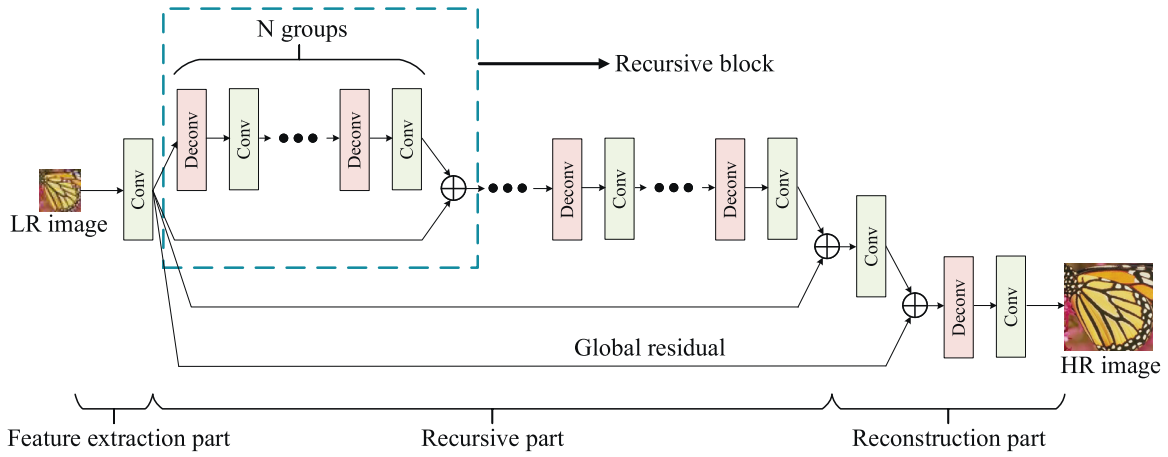 N groups
Recursive block
Deconv
Conv
Deconv
Conv
Conv
LR image
Deconv
Conv
Deconv
Conv
Conv
Deconv
Conv
Global residual
HR image
Feature extraction part
Recursive part
Reconstruction part